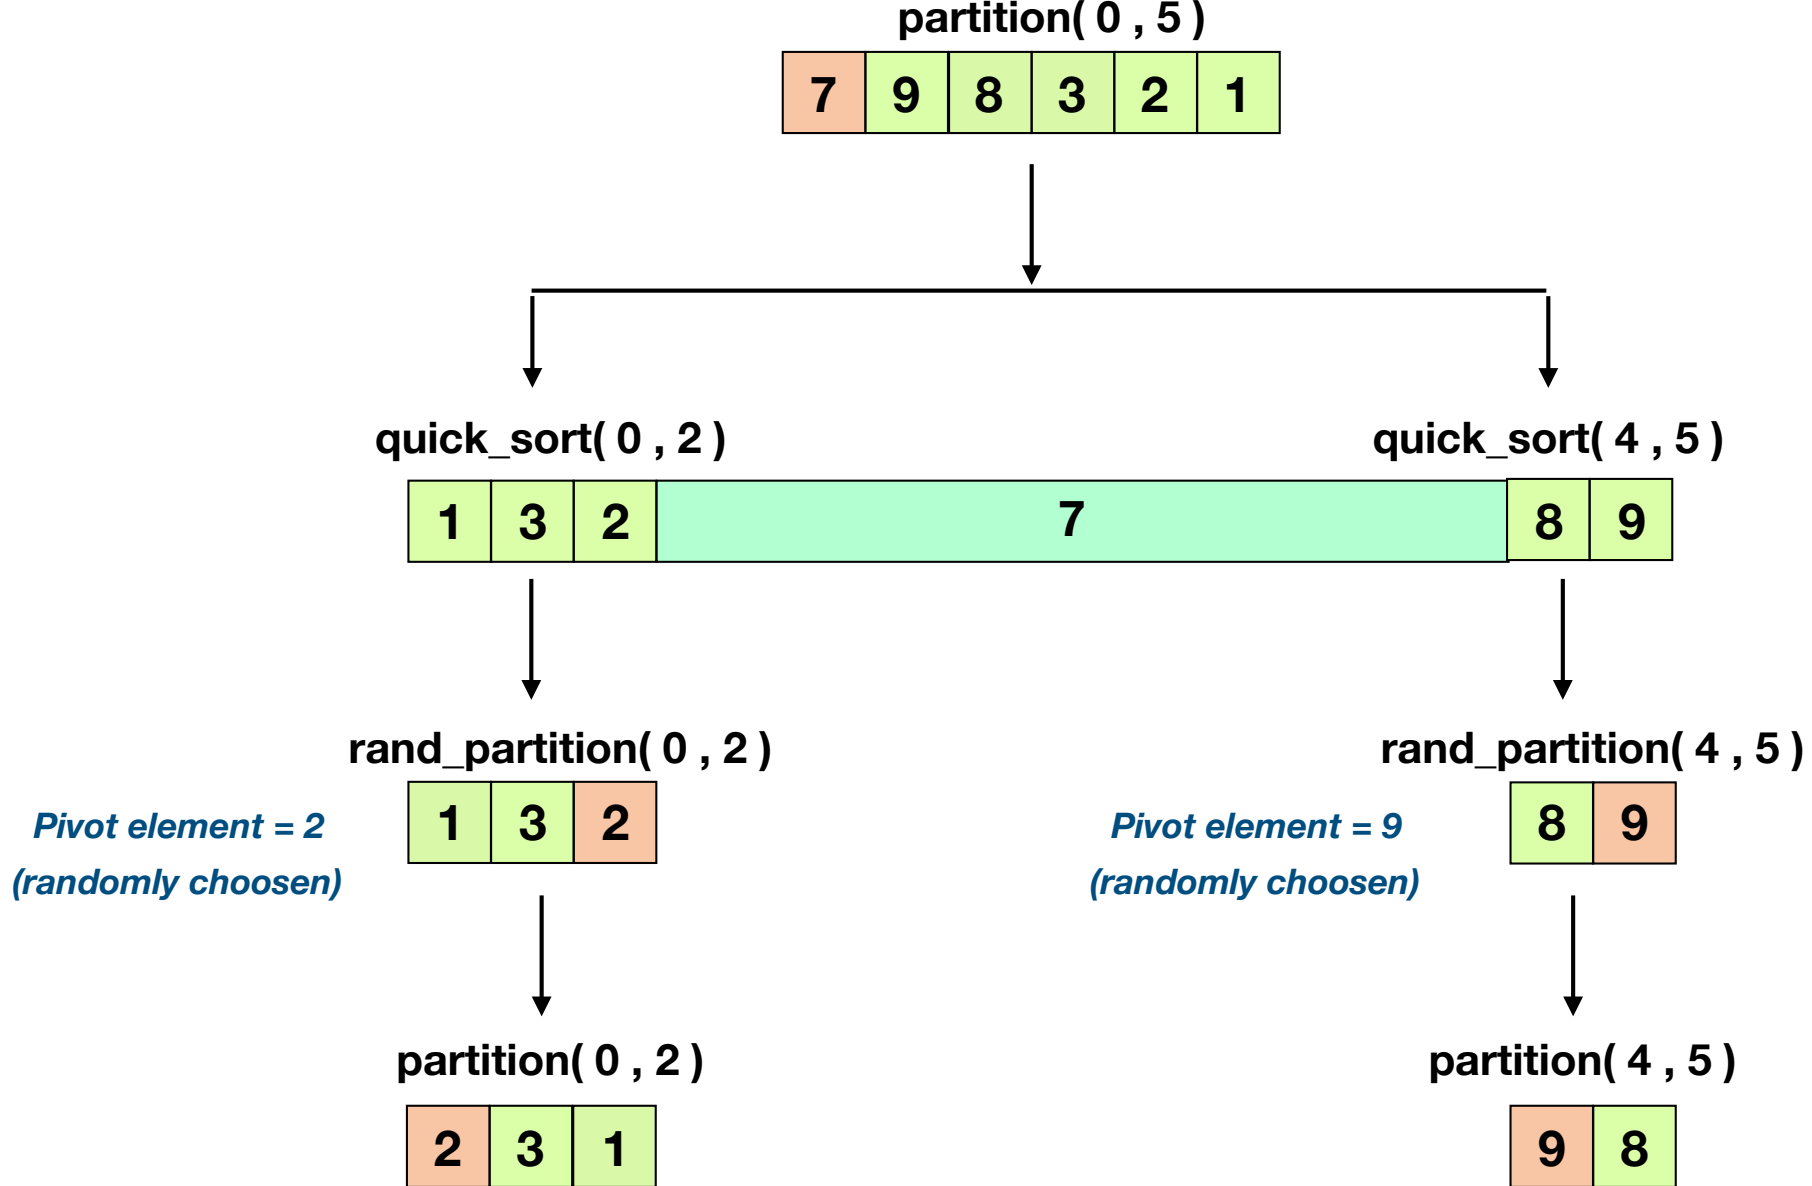 partition( 0 , 5 )
7 9 8 3 2 1
quick_sort( 0 , 2 )
quick_sort( 4 , 5 )
1 3 2 7 8 9
rand_partition( 0 , 2 )
rand_partition( 4 , 5 )
Pivot element = 2
(randomly choosen)
1 3 2
Pivot element = 9
(randomly choosen)
8 9
partition( 0 , 2 )
partition( 4 , 5 )
2 3 1
9 8